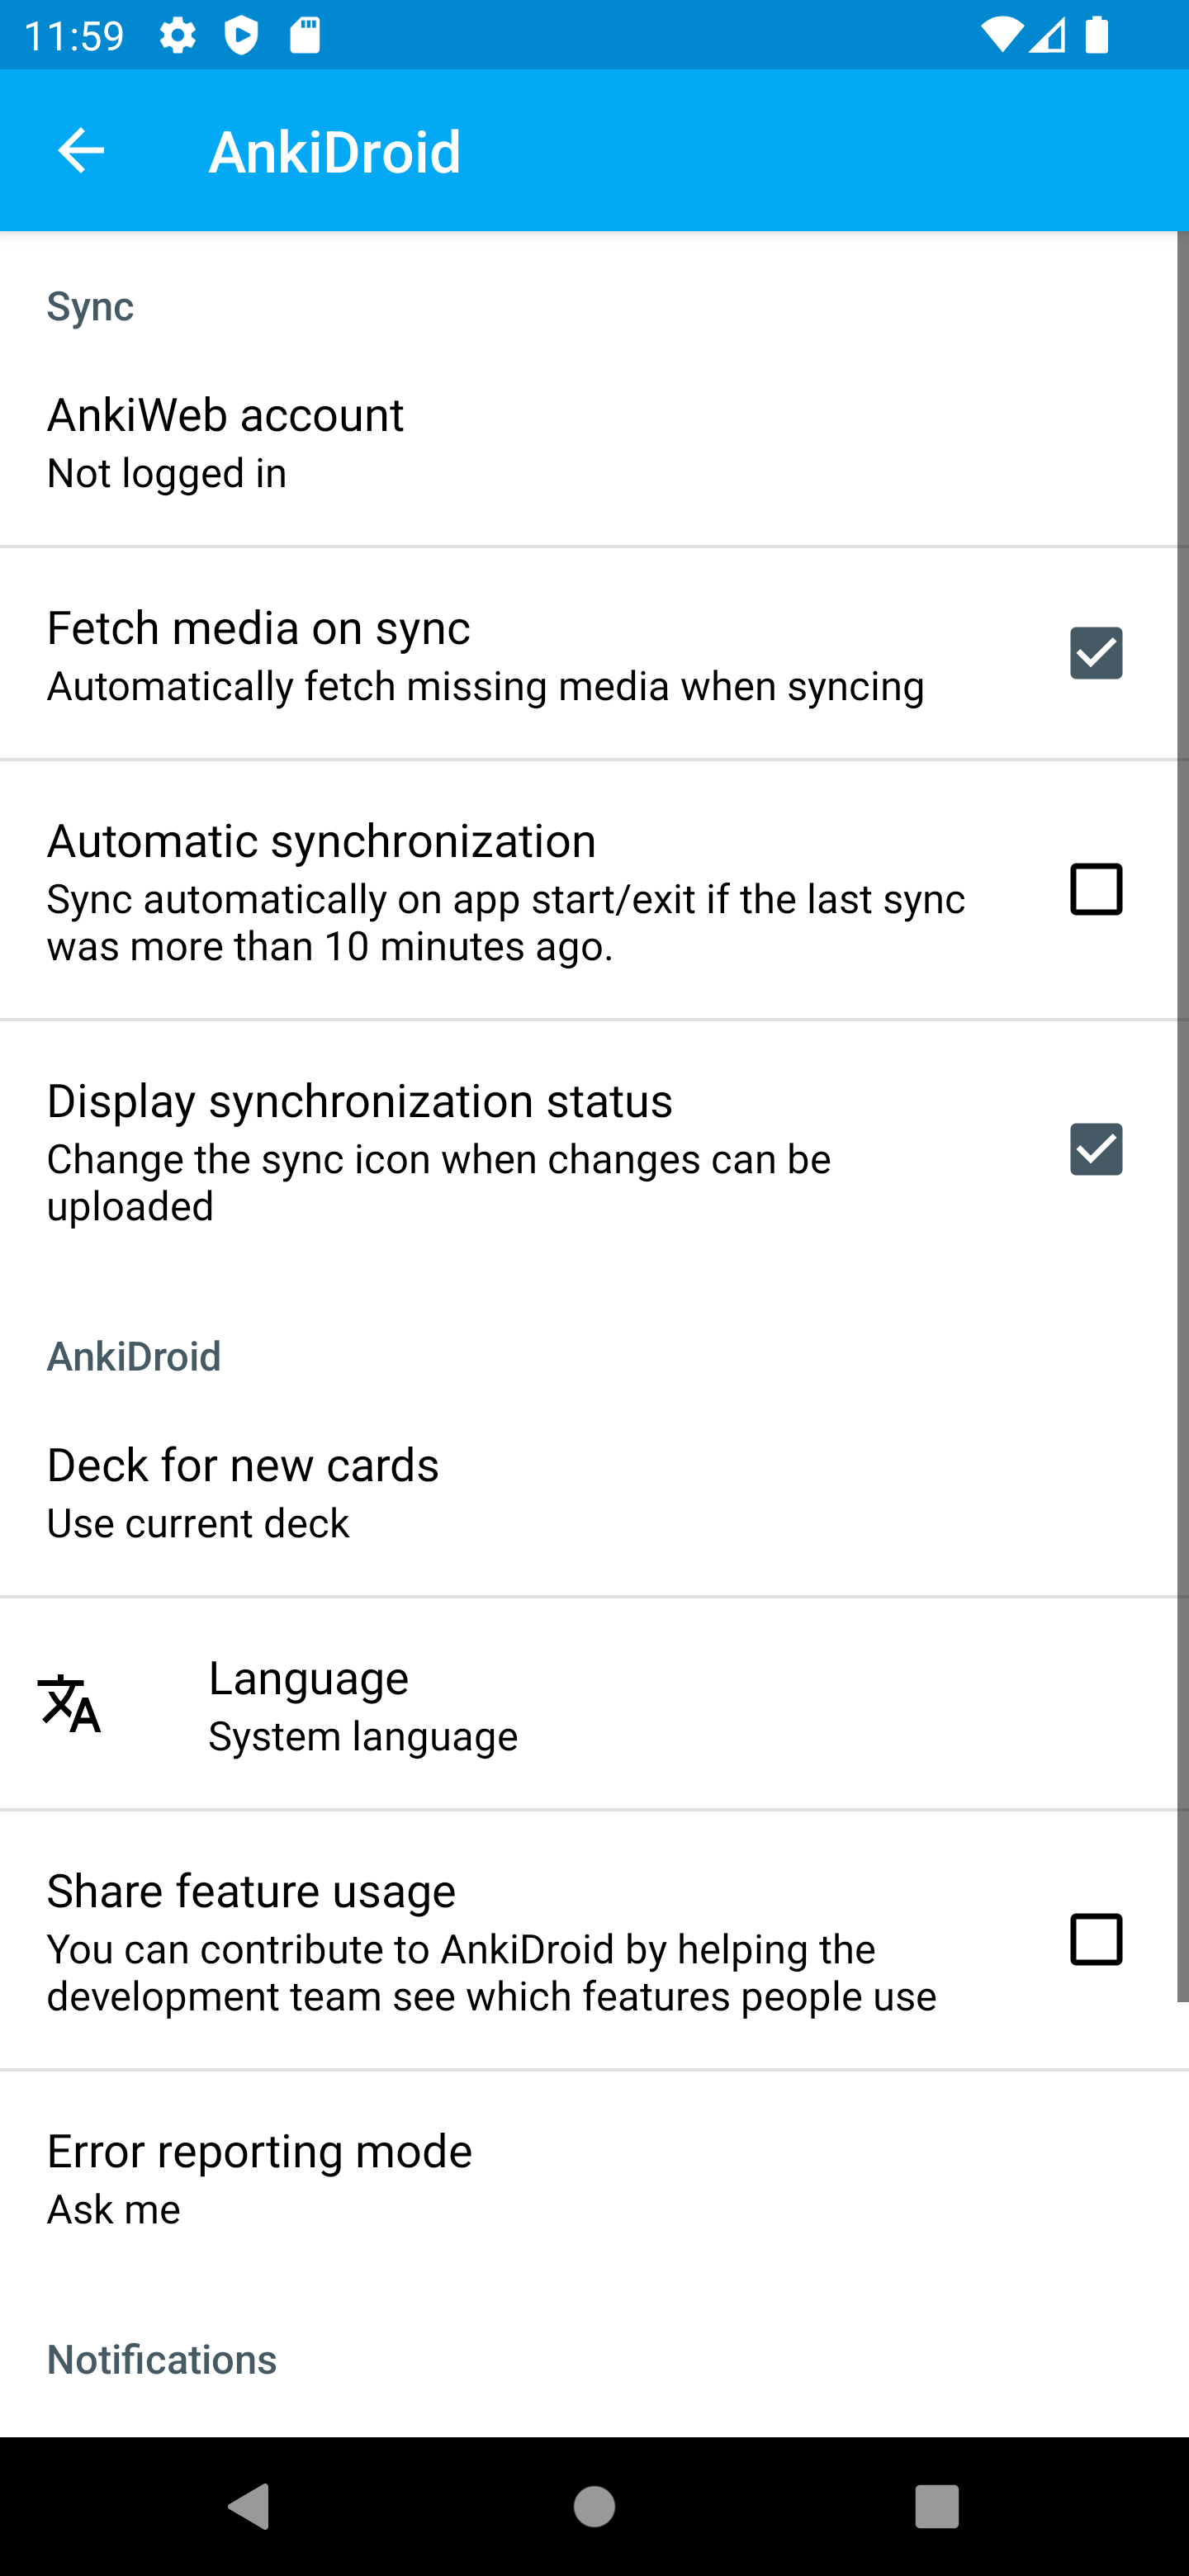 11:59
AnkiDroid
Sync
AnkiWeb account
Not logged in
Fetch media on sync
Automatically fetch missing media when syncing
Automatic synchronization
Sync automatically on app start/exit if the last sync
was more than 10 minutes ago.
Display synchronization status
Change the sync icon when changes can be
uploaded
AnkiDroid
Deck for new cards
Use current deck
Language
System language
Share feature usage
You can contribute to AnkiDroid by helping the
development team see which features people use
Error reporting mode
Ask me
Notifications